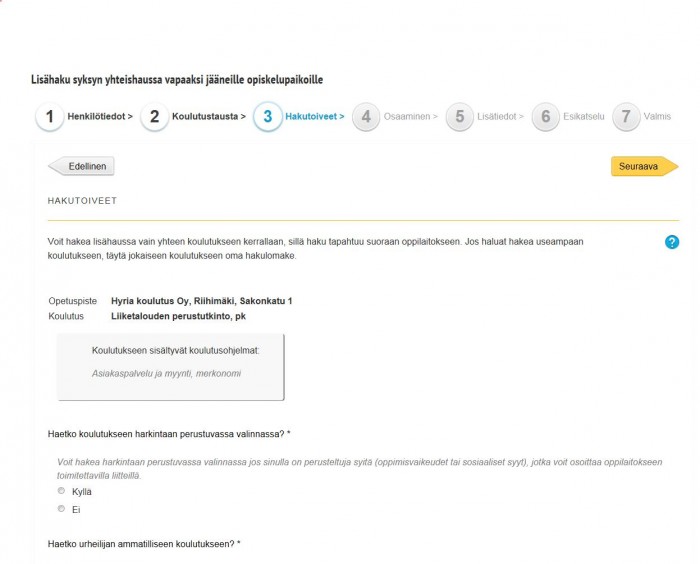 Lisähaku syksyn yhteishaussa vapaaksi jääneille opiskelupaikoille
1 Henkilötiedot > 2 Koulutustausta > 3 Hakutoiveet > 4 Osaaminen > 5 Lisätiedot > 6 Esikatselu 7 Valmis
Edellinen Seuraava
HAKUTOIVEET
Voit hakea lisähaussa vain yhteen koulutukseen kerrallaan, sillä haku tapahtuu suoraan oppilaitokseen. Jos haluat hakea useampaan ?
koulutukseen, täytä jokaiseen koulutukseen oma hakulomake.
Opetuspiste Hyria koulutus Oy, Riihimäki, Sakonkatu 1
Koulutus Liiketalouden perustutkinto, pk
Koulutukseen sisältyvät koulutusohjelmat:
Asiakaspalvelu ja myynti, merkonomi
Haetko koulutukseen harkintaan perustuvassa valinnassa? *
Voit hakea harkintaan perustuvassa valinnassa jos sinulla on perusteltuja syitä (oppimisvaikeudet tai sosiaaliset syyt), jotka voit osoittaa oppilaitokseen
toimitettavilla liitteillä.
Kyllä
Ei
Haetko urheilijan ammatilliseen koulutukseen? *